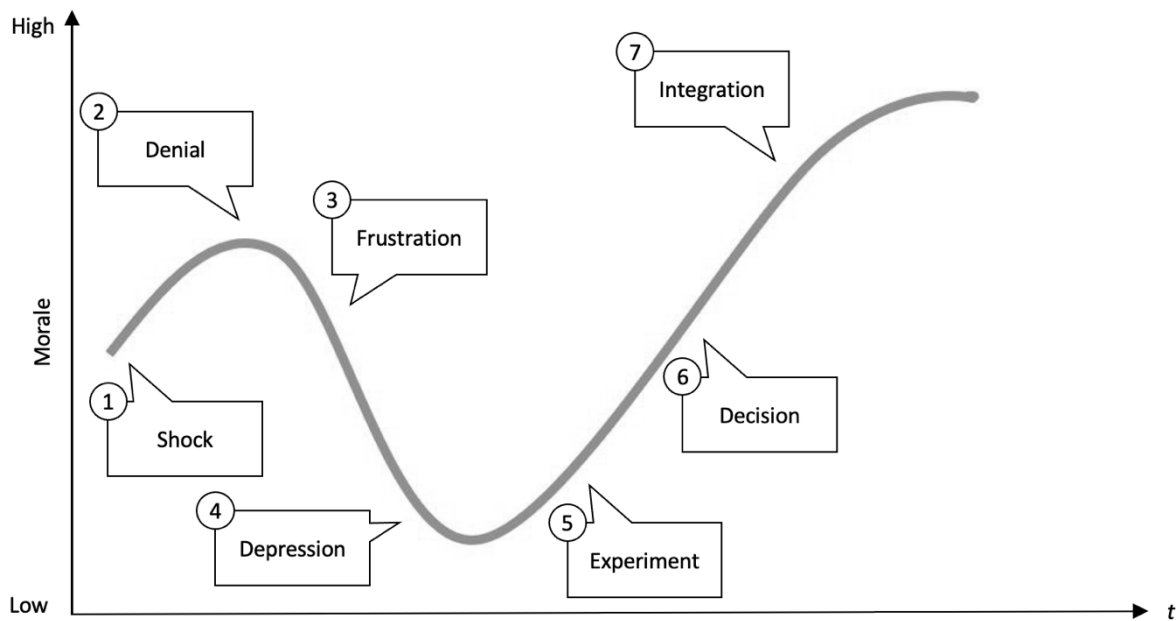 High
7
Integration
2
Denial
3
Frustration
Morale
1
Shock
6
Decision
4
Depression
5
Experiment
Low
t